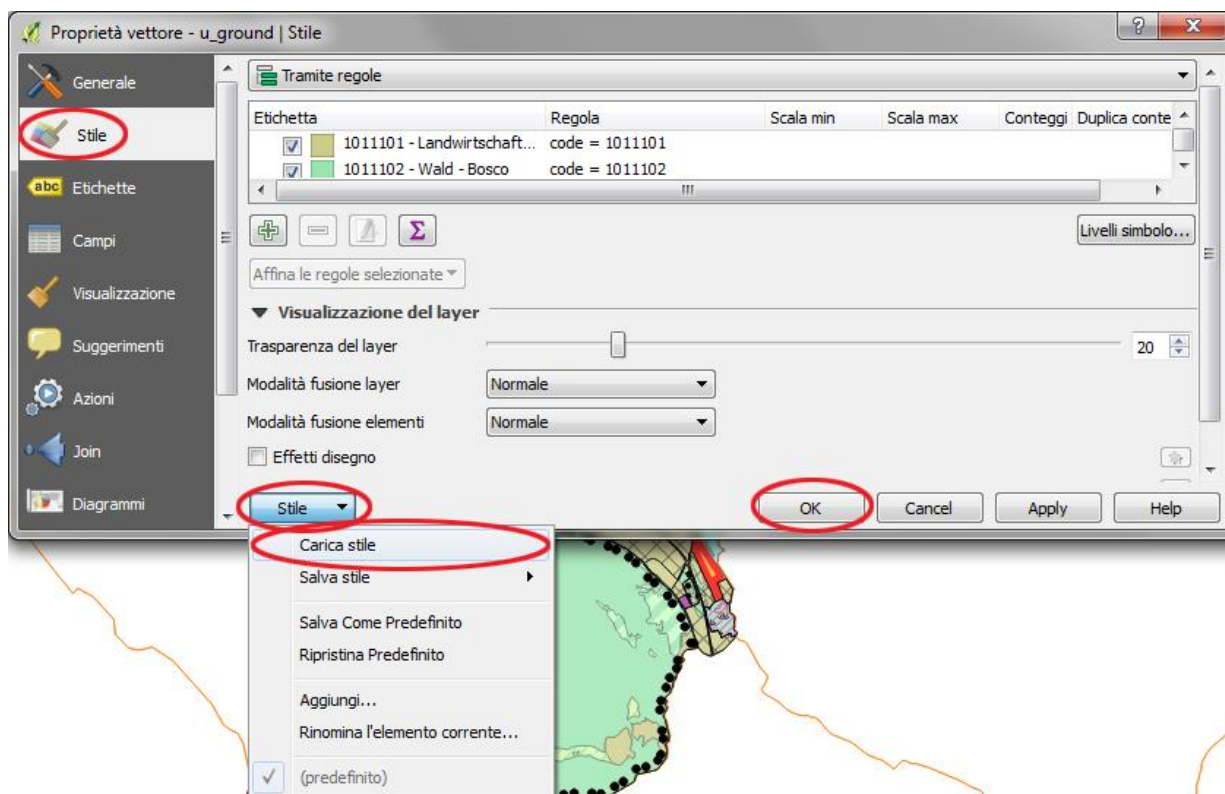 Proprietà vettore - u_ground | Stile
Generale
Stile
abc Etichette
Campi
Visualizzazione
Suggerimenti
Azioni
Join
Diagrammi
Tramite regole
Etichetta Regola Scala min Scala max Conteggi Duplica conte
1011101 - Landwirtschaft... code = 1011101
1011102 - Wald - Bosco code = 1011102
Σ
Livelli simbolo...
Affina le regole selezionate
Visualizzazione del layer
Trasparenza del layer 20
Modalità fusione layer Normale
Modalità fusione elementi Normale
Effetti disegno
Stile OK Cancel Apply Help
Carica stile
Salva stile
Salva Come Predefinito
Ripristina Predefinito
Aggiungi...
Rinomina l'elemento corrente...
(predefinito)